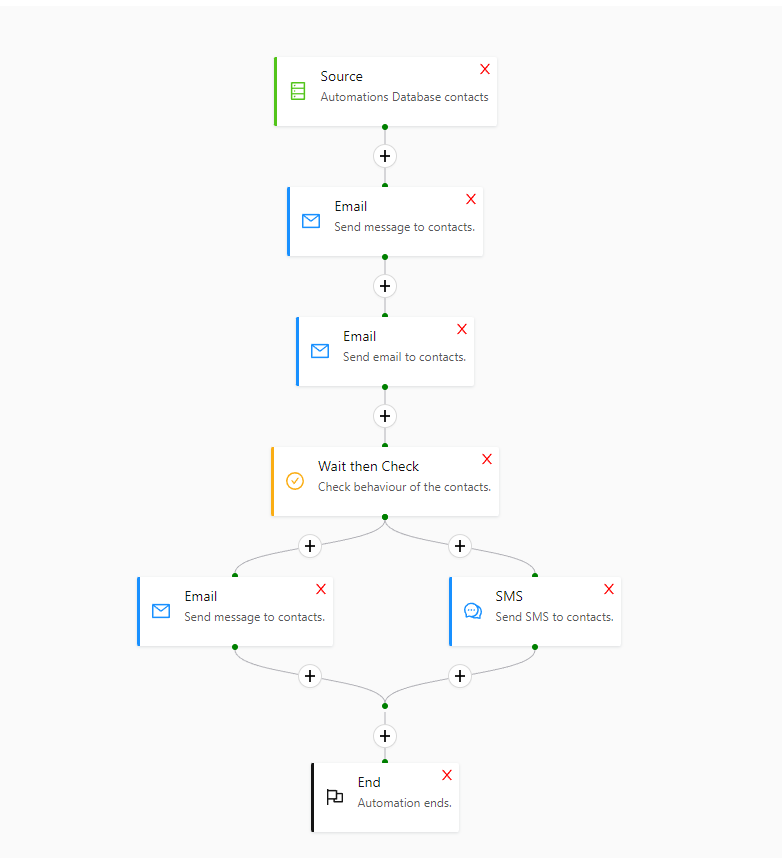 Source
Automations Database contacts
Email
Send message to contacts.
Email
Send email to contacts.
Wait then Check
Check behaviour of the contacts.
Email
Send message to contacts.
SMS
Send SMS to contacts.
End
Automation ends.